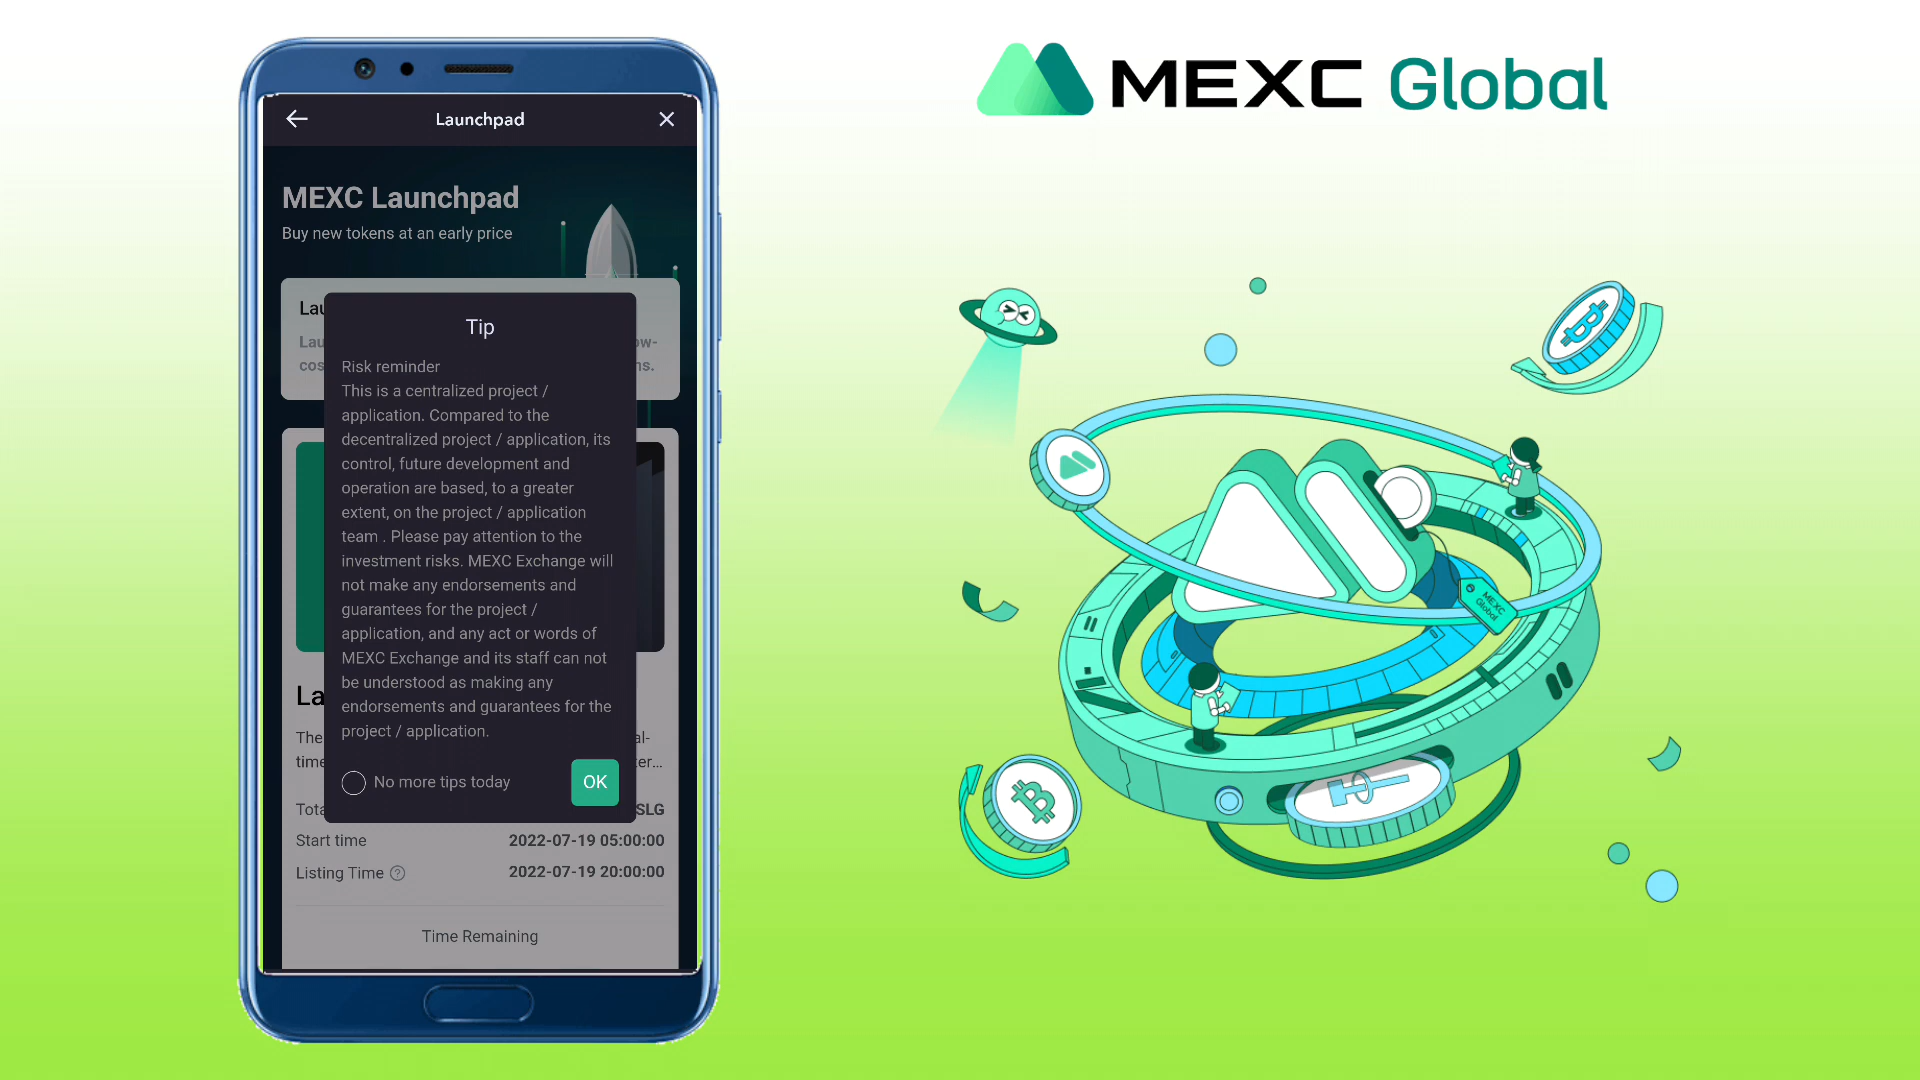 MEXC Global
Launchpad
MEXC Launchpad
Buy new tokens at an early price
Tip
Risk reminder
This is a centralized project /
application. Compared to the
decentralized project / application, its
control, future development and
operation are based, to a greater
extent, on the project / application
team . Please pay attention to the
investment risks. MEXC Exchange will
not make any endorsements and
guarantees for the project /
application, and any act or words of
MEXC Exchange and its staff can not
be understood as making any
endorsements and guarantees for the
project / application.
No more tips today
OK
The
SLG
Start time
2022-07-19 05:00:00
Listing Time
2022-07-19 20:00:00
Time Remaining
MEXC
Global